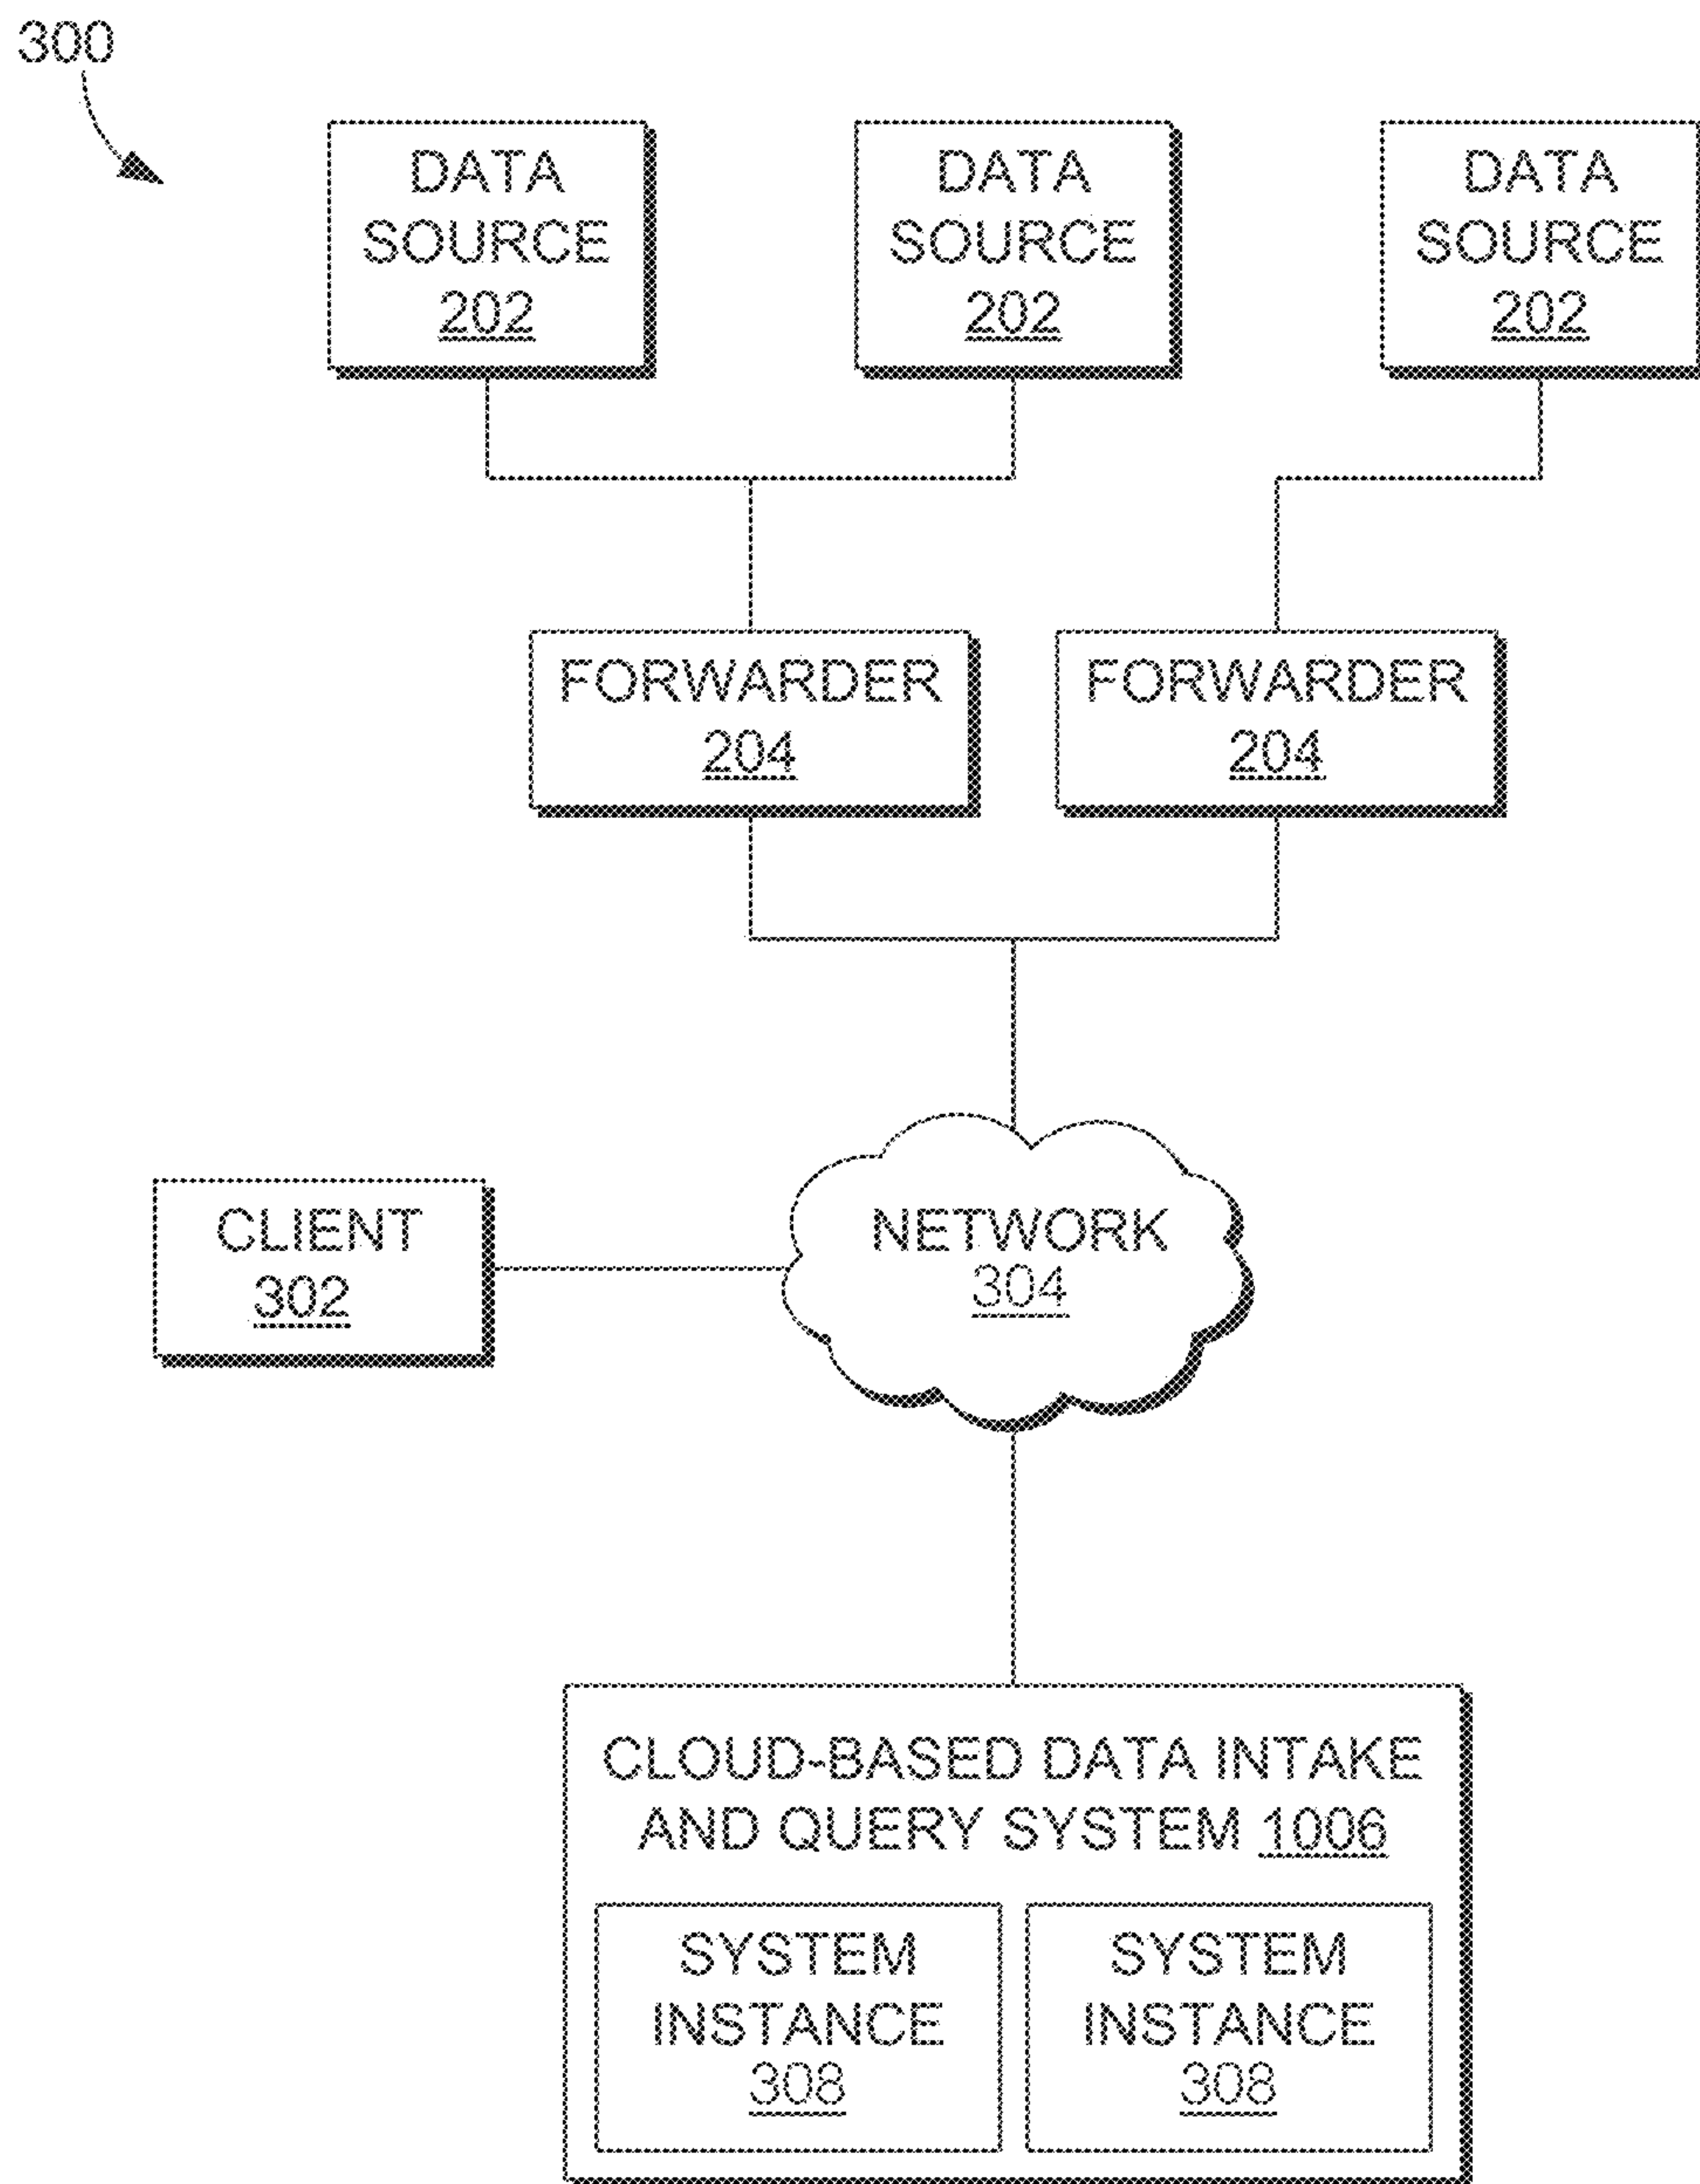 300
DATA
SOURCE
202
DATA
SOURCE
202
DATA
SOURCE
202
FORWARDER
204
FORWARDER
204
CLIENT
302
NETWORK
304
CLOUD-BASED DATA INTAKE
AND QUERY SYSTEM 1006
SYSTEM
INSTANCE
308
SYSTEM
INSTANCE
308